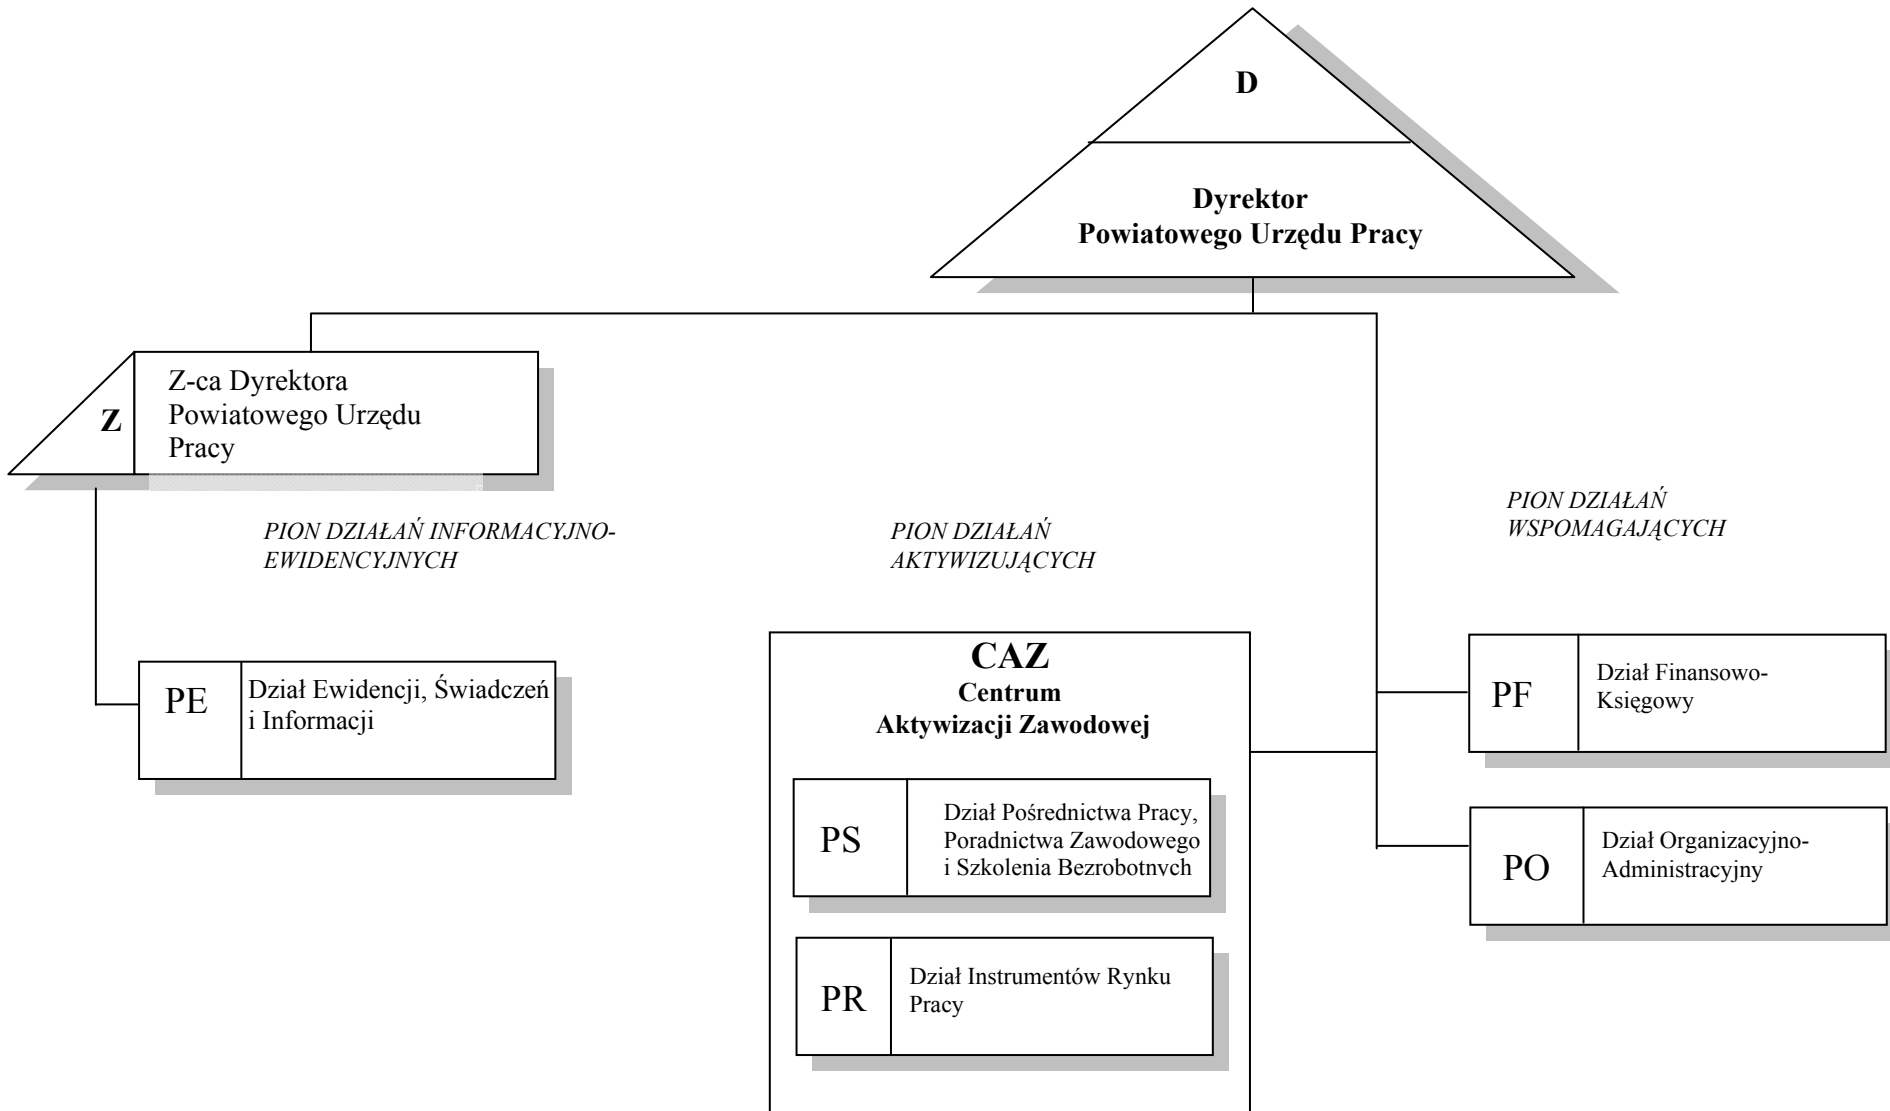 D
Dyrektor
Powiatowego Urzędu Pracy
Z
Z-ca Dyrektora
Powiatowego Urzędu
Pracy
PION DZIAŁAŃ INFORMACYJNO-
EWIDENCYJNYCH
PION DZIAŁAŃ
AKTYWIZUJĄCYCH
PION DZIAŁAŃ
WSPOMAGAJĄCYCH
PE
Dział Ewidencji, Świadczeń
i Informacji
CAZ
Centrum
Aktywizacji Zawodowej
PS
Dział Pośrednictwa Pracy,
Poradnictwa Zawodowego
i Szkolenia Bezrobotnych
PR
Dział Instrumentów Rynku
Pracy
PF
Dział Finansowo-
Księgowy
PO
Dział Organizacyjno-
Administracyjny